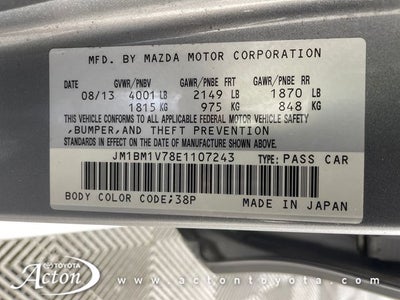 MFD. BY MAZDA MOTOR CORPORATION
DATE GVWR/PNBV GAWR/PNBE FRT GAWR/PNBE RR
08/13 4001 LB 2149 LB 1870 LB
1815 KG 975 KG 848 KG
THIS VEHICLE CONFORMS TO ALL APPLICABLE
FEDERAL MOTOR VEHICLE SAFETY
,BUMPER,AND THEFT PREVENTION
STANDARDS IN EFFECT ON THE DATE OF
MANUFACTURE SHOWN ABOVE.
JM1BM1V78E1107243 TYPE: PASS CAR
BODY COLOR CODE;38P MADE IN JAPAN
TOYOTA
Acton
www.actontoyota.com